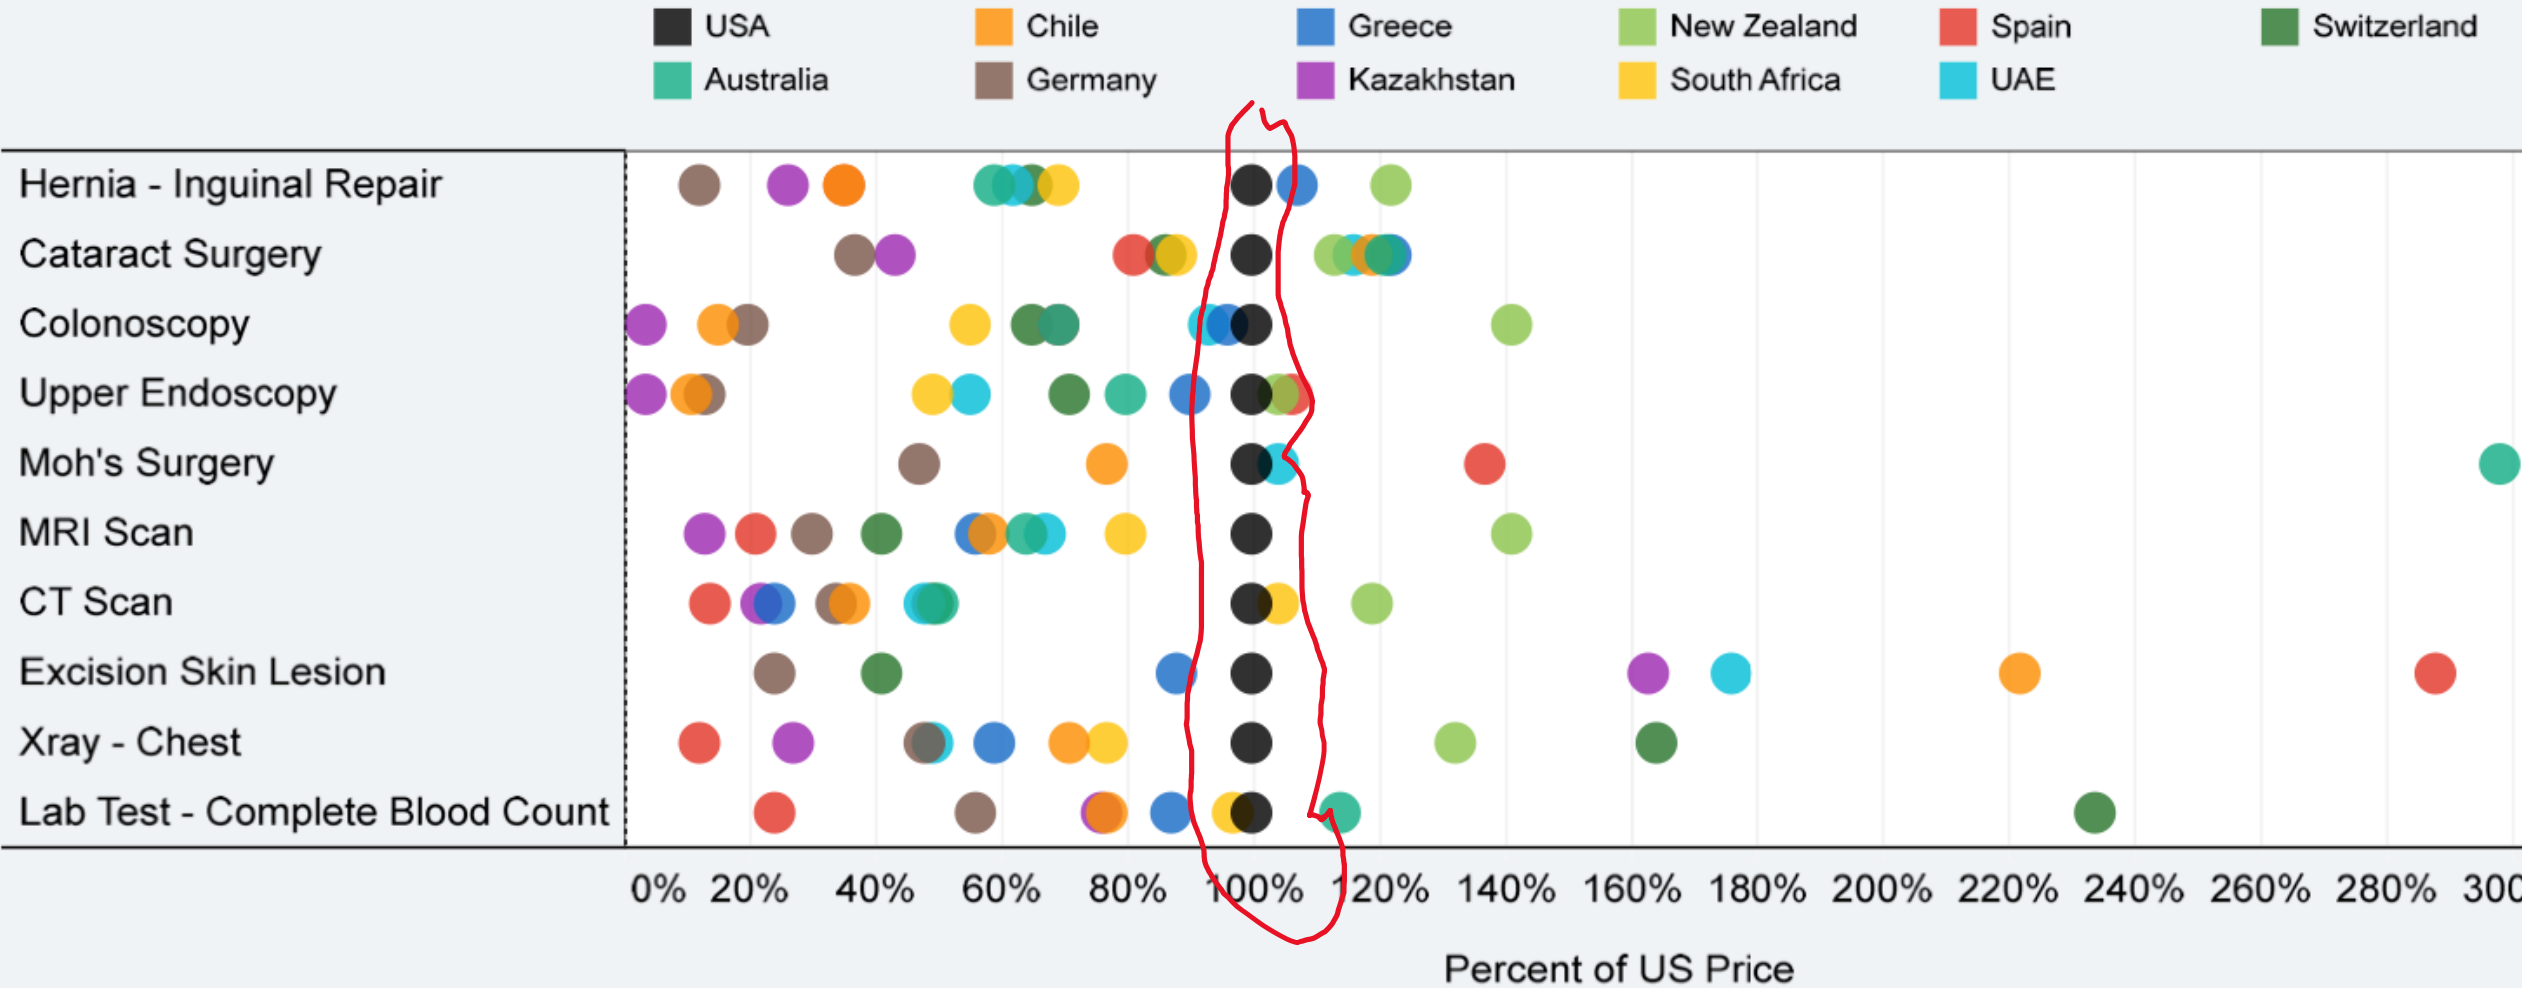 USA Chile Greece New Zealand Spain Switzerland
Australia Germany Kazakhstan South Africa UAE
Hernia - Inguinal Repair
Cataract Surgery
Colonoscopy
Upper Endoscopy
Moh's Surgery
MRI Scan
CT Scan
Excision Skin Lesion
Xray - Chest
Lab Test - Complete Blood Count
0% 20% 40% 60% 80% 100% 120% 140% 160% 180% 200% 220% 240% 260% 280% 300
Percent of US Price